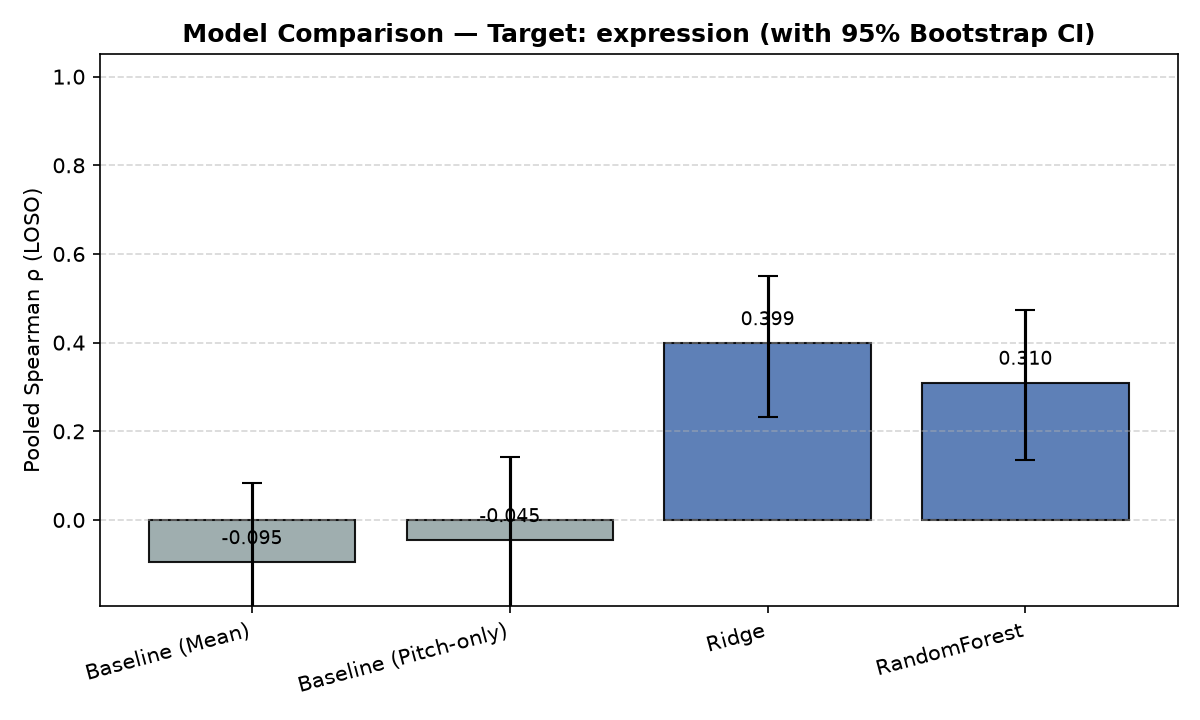 Model Comparison — Target: expression (with 95% Bootstrap CI)
Pooled Spearman ρ (LOSO)
1.0
0.8
0.6
0.4
0.2
0.0
0.399
0.310
-0.095
-0.045
Baseline (Mean)
Baseline (Pitch-only)
Ridge
RandomForest